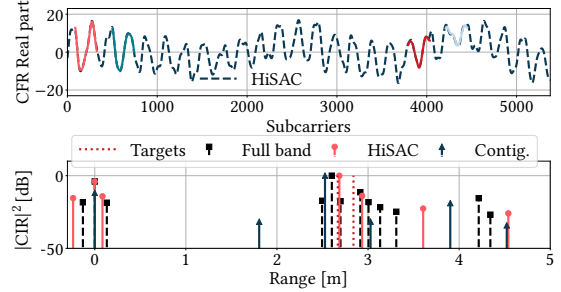 CFR Real part
20
0
−20
HiSAC
0 1000 2000 3000 4000 5000
Subcarriers
Targets Full band HiSAC Contig.
|CIR|² [dB]
0
−50
0 1 2 3 4 5
Range [m]